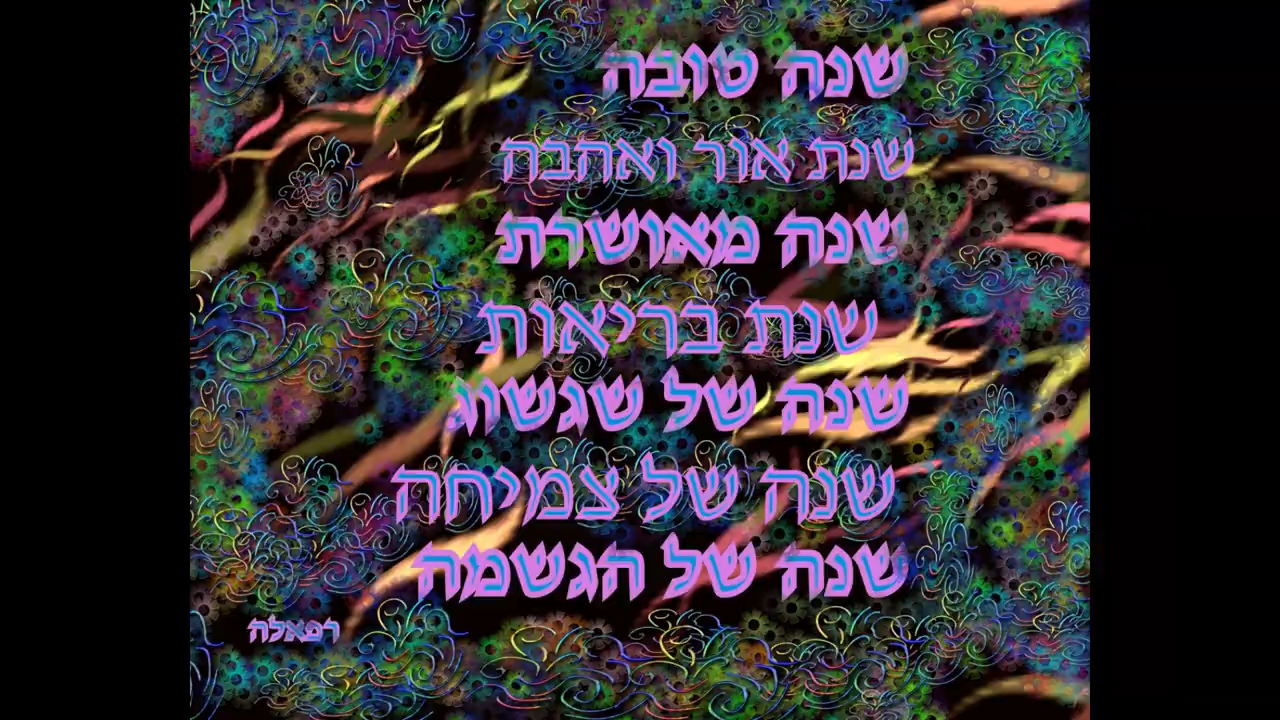 שנה טובה
שנת אור ואהבה
שנה מאושרת
שנת בריאות
שנה של שגשוג
שנה של צמיחה
שנה של הגשמה
רפאלה